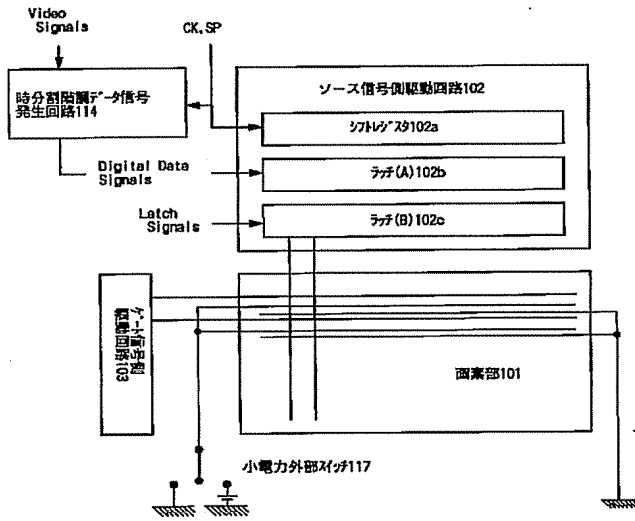 Video
Signals
CK,SP
時分割階調データ信号
発生回路114
ソース信号側駆動回路102
シフトレジスタ102a
Digital Data
Signals
ラッチ(A)102b
Latch
Signals
ラッチ(B)102c
ゲート信号側
駆動回路103
画素部101
小電力外部スイッチ117